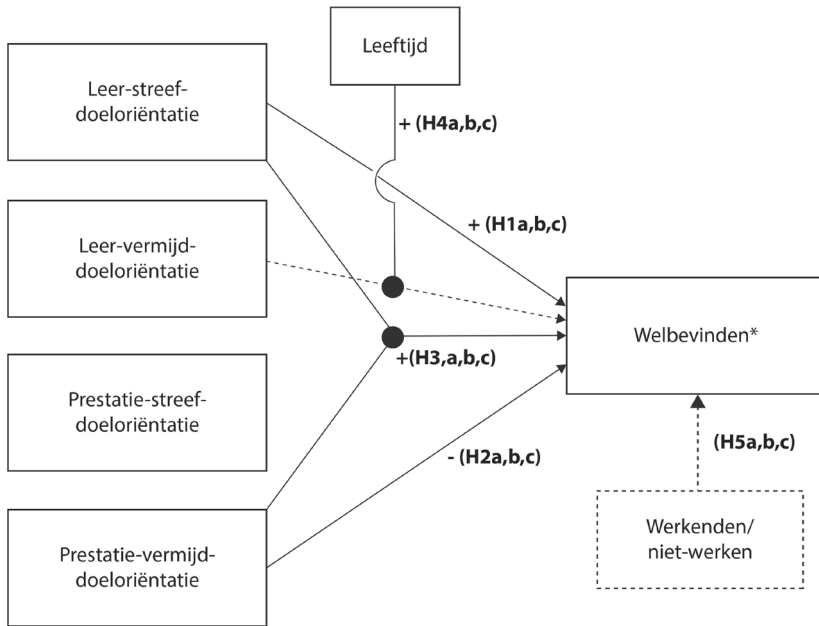 Leeftijd
Leer-streef-
doeloriëntatie
+ (H4a,b,c)
Leer-vermijd-
doeloriëntatie
+ (H1a,b,c)
Welbevinden*
+(H3,a,b,c)
Prestatie-streef-
doeloriëntatie
- (H2a,b,c)
(H5a,b,c)
Prestatie-vermijd-
doeloriëntatie
Werkenden/
niet-werken